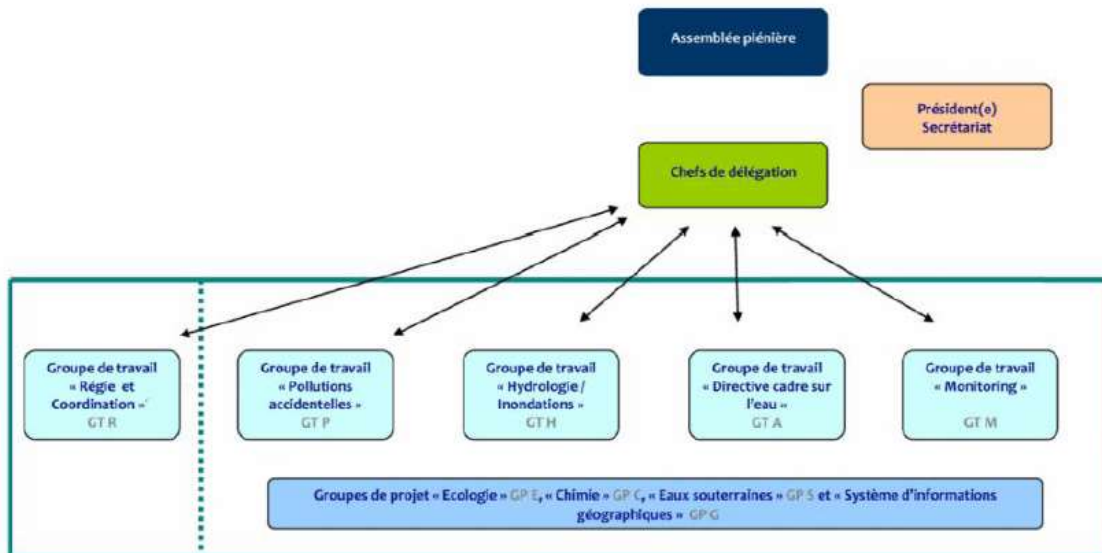 Assemblée plénière
Président(e)
Secrétariat
Chefs de délégation
Groupe de travail
« Régie et
Coordination »
GT R
Groupe de travail
« Pollutions
accidentelles »
GT P
Groupe de travail
« Hydrologie /
Inondations »
GT H
Groupe de travail
« Directive cadre sur
l'eau »
GT A
Groupe de travail
« Monitoring »
GT M
Groupes de projet « Ecologie » GP E, « Chimie » GP C, « Eaux souterraines » GP S et « Système d'informations
géographiques » GP G